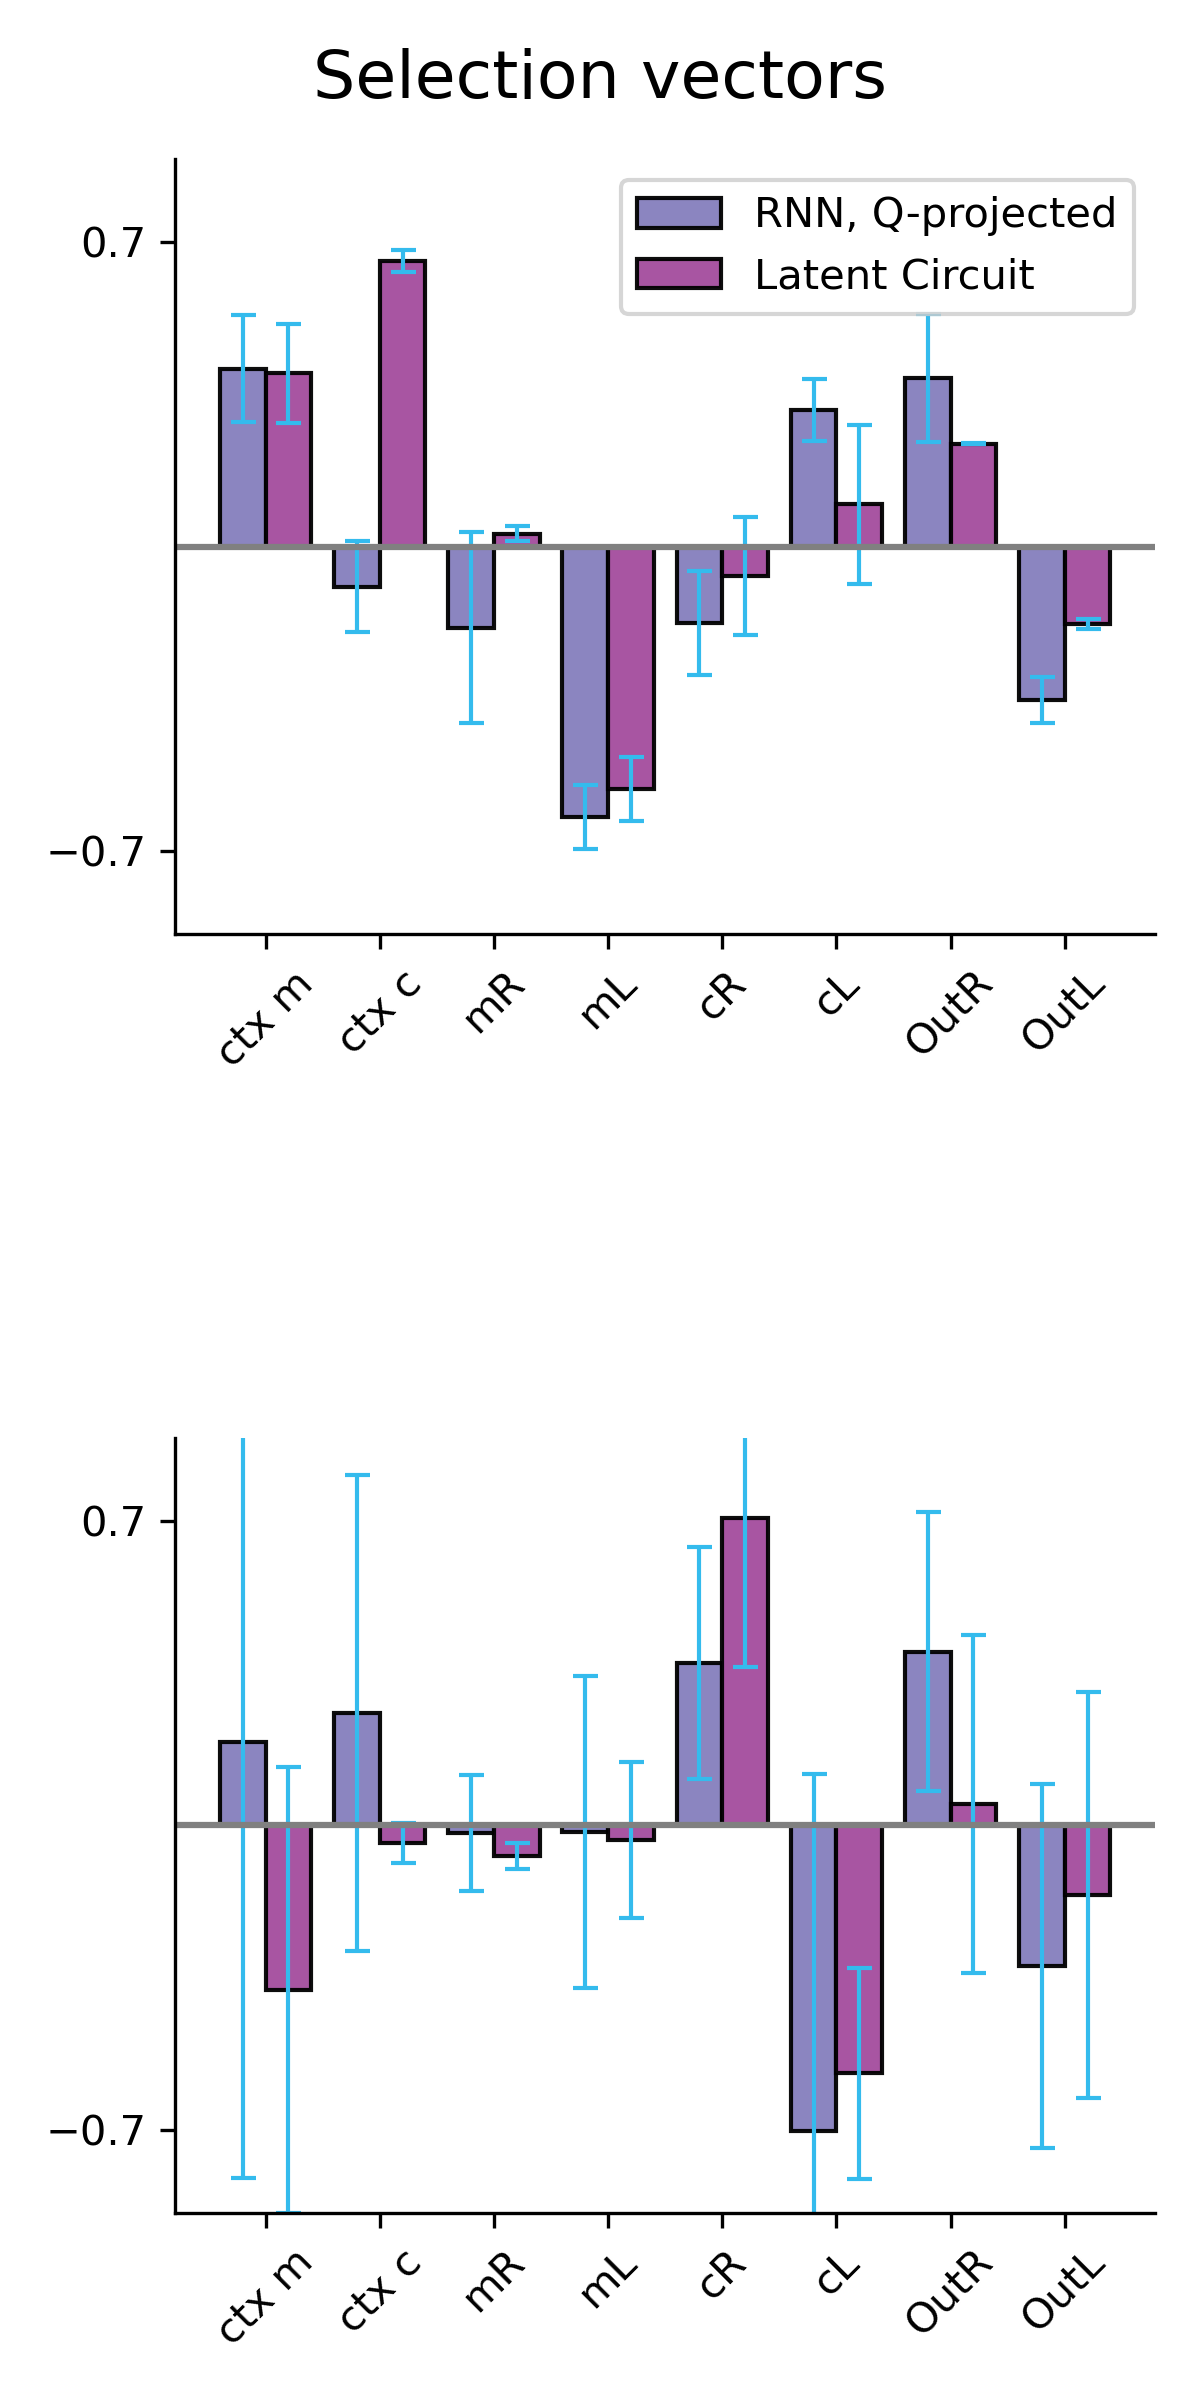 Selection vectors
RNN, Q-projected
Latent Circuit
0.7
−0.7
ctx m
ctx c
mR
mL
cR
cL
OutR
OutL
0.7
−0.7
ctx m
ctx c
mR
mL
cR
cL
OutR
OutL